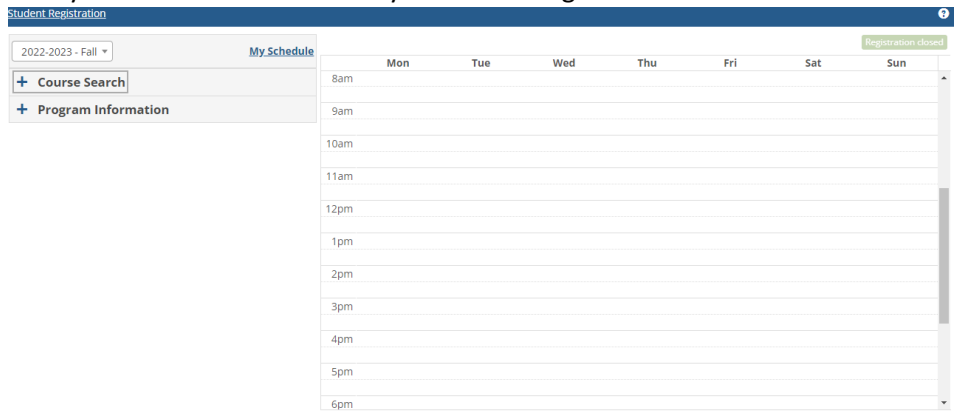 Student Registration ?
2022-2023 - Fall
My Schedule
Registration closed
+ Course Search
+ Program Information
Mon Tue Wed Thu Fri Sat Sun
8am
9am
10am
11am
12pm
1pm
2pm
3pm
4pm
5pm
6pm